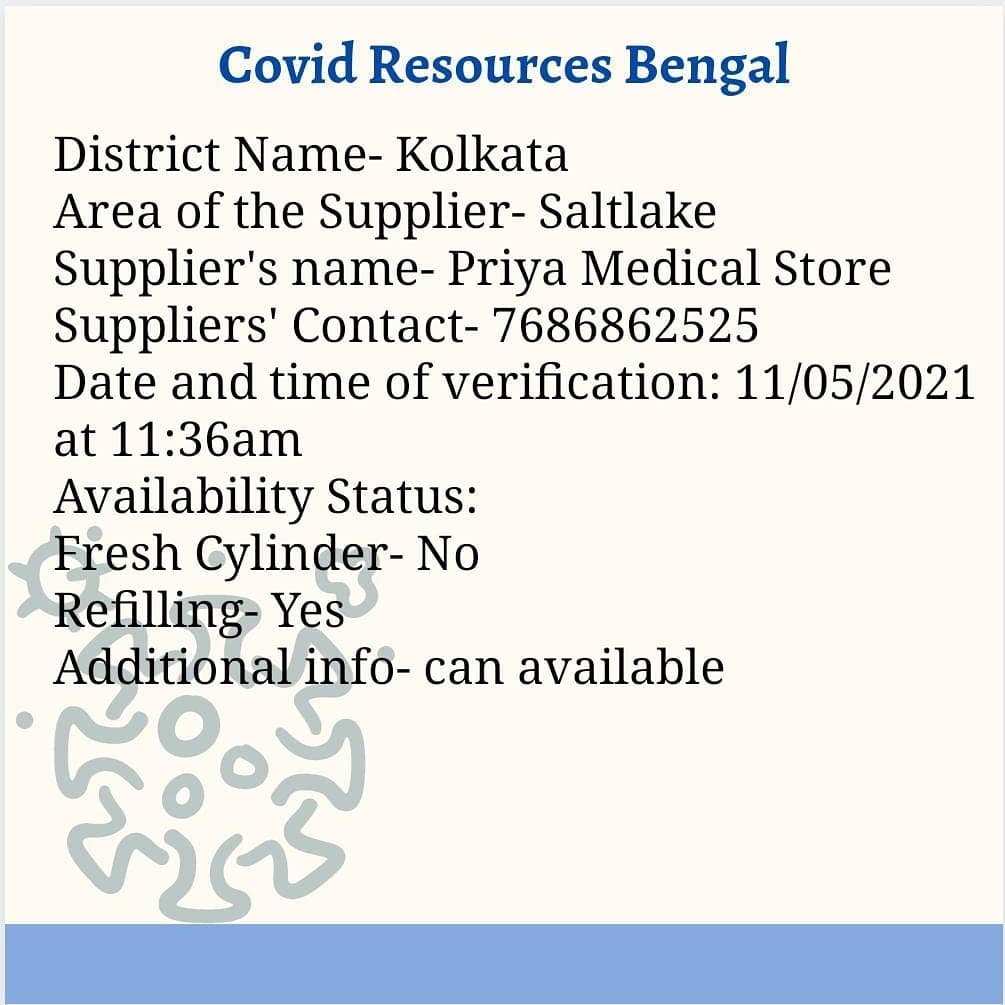 Covid Resources Bengal
District Name- Kolkata
Area of the Supplier- Saltlake
Supplier's name- Priya Medical Store
Suppliers' Contact- 7686862525
Date and time of verification: 11/05/2021
at 11:36am
Availability Status:
Fresh Cylinder- No
Refilling- Yes
Additional info- can available